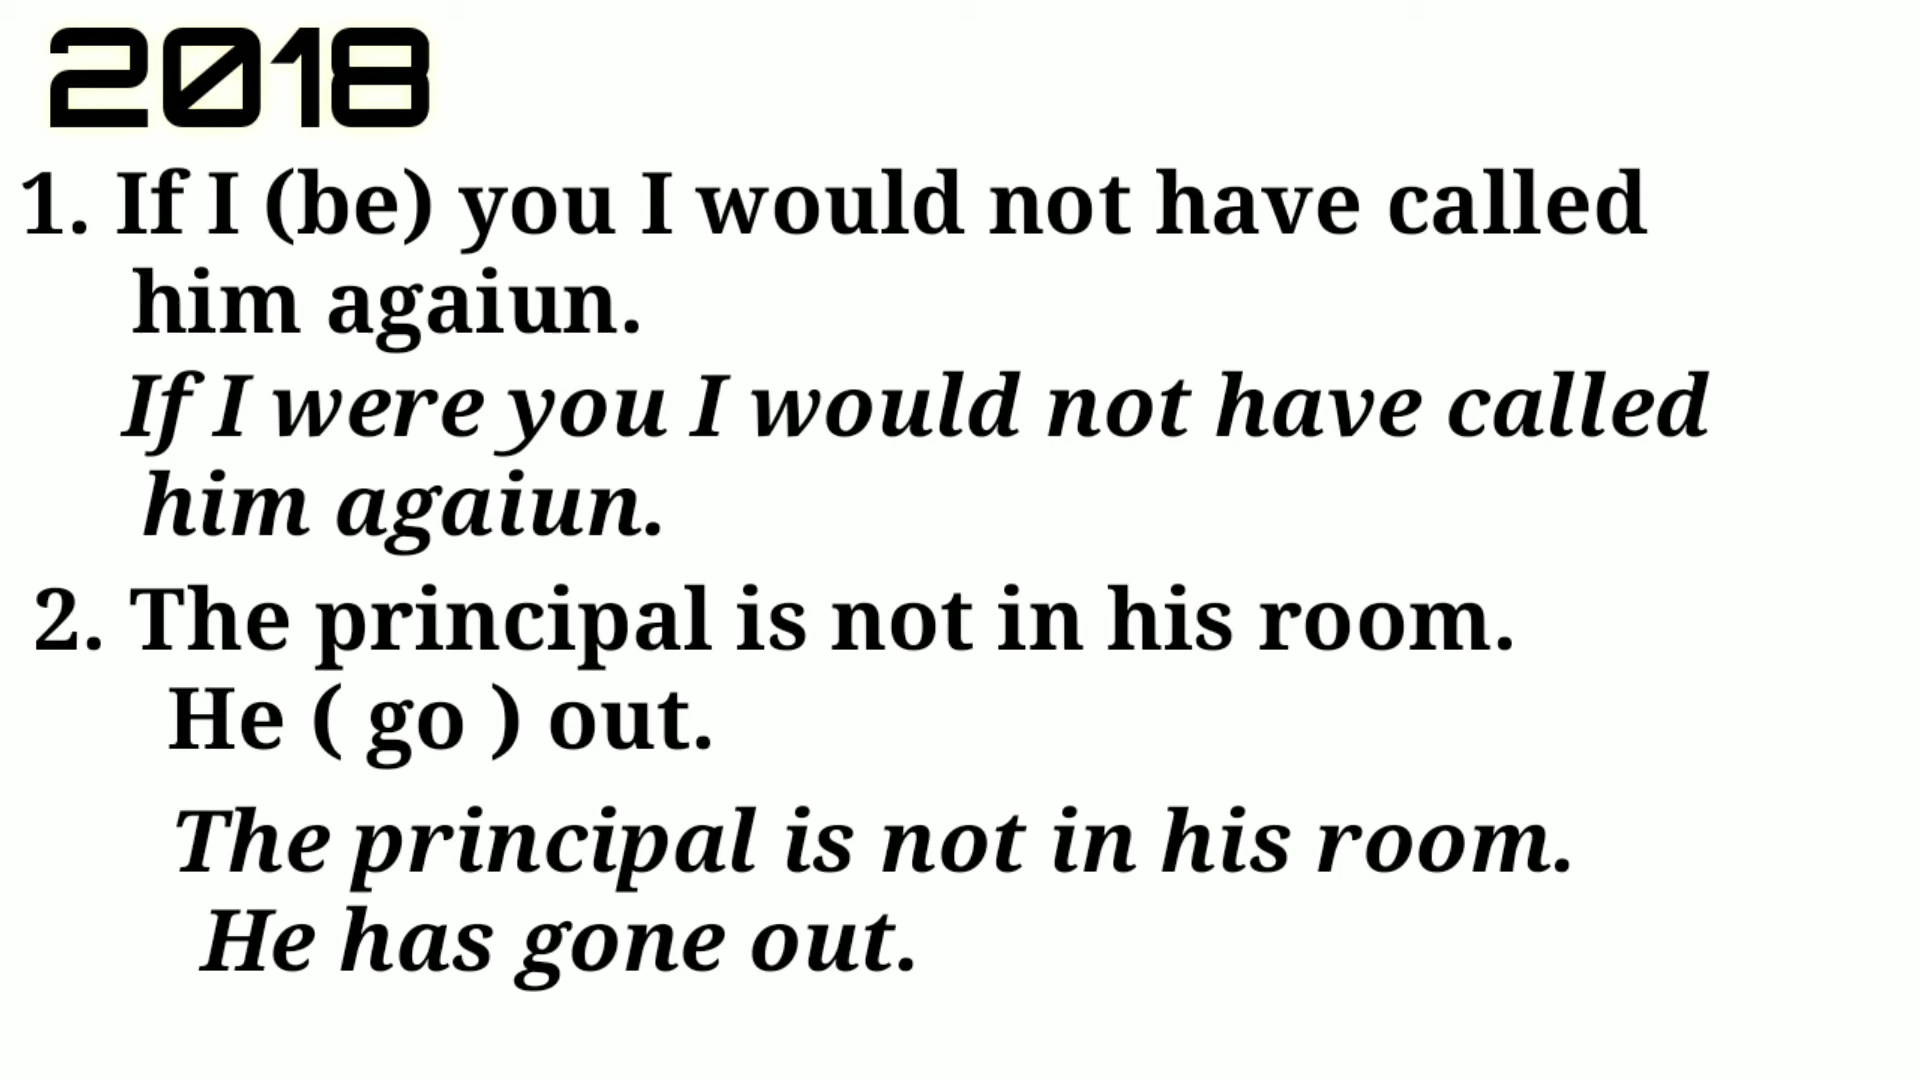 2018
1. If I (be) you I would not have called
him agaiun.
If I were you I would not have called
him agaiun.
2. The principal is not in his room.
He ( go ) out.
The principal is not in his room.
He has gone out.